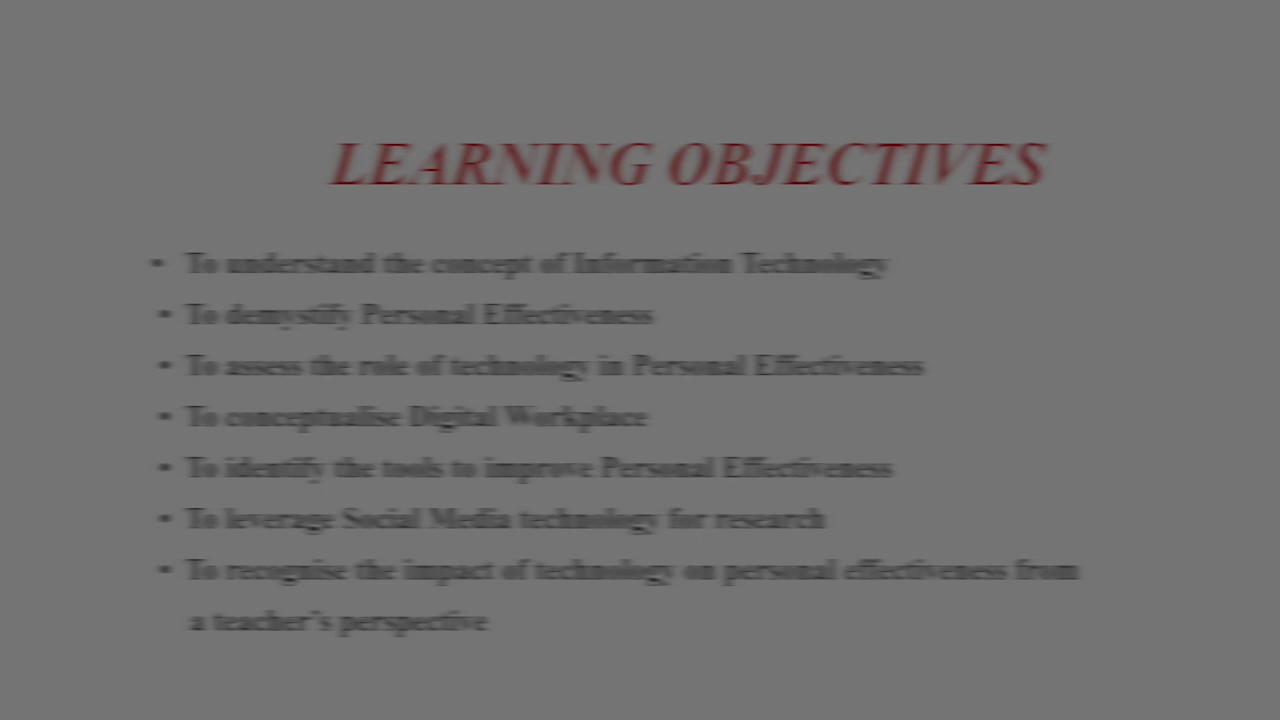 LEARNING OBJECTIVES
• To understand the concept of Information Technology
• To demystify Personal Effectiveness
• To assess the role of technology in Personal Effectiveness
• To conceptualise Digital Workplace
• To identify the tools to improve Personal Effectiveness
• To leverage Social Media technology for research
• To recognise the impact of technology on personal effectiveness from
a teacher's perspective